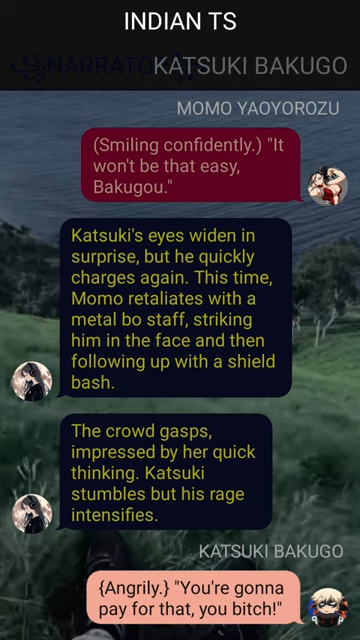 INDIAN TS
NARRATO
KATSUKI BAKUGO
MOMO YAOYOROZU
(Smiling confidently.) "It
won't be that easy,
Bakugou."
Katsuki's eyes widen in
surprise, but he quickly
charges again. This time,
Momo retaliates with a
metal bo staff, striking
him in the face and then
following up with a shield
bash.
The crowd gasps,
impressed by her quick
thinking. Katsuki
stumbles but his rage
intensifies.
KATSUKI BAKUGO
{Angrily.} "You're gonna
pay for that, you bitch!"